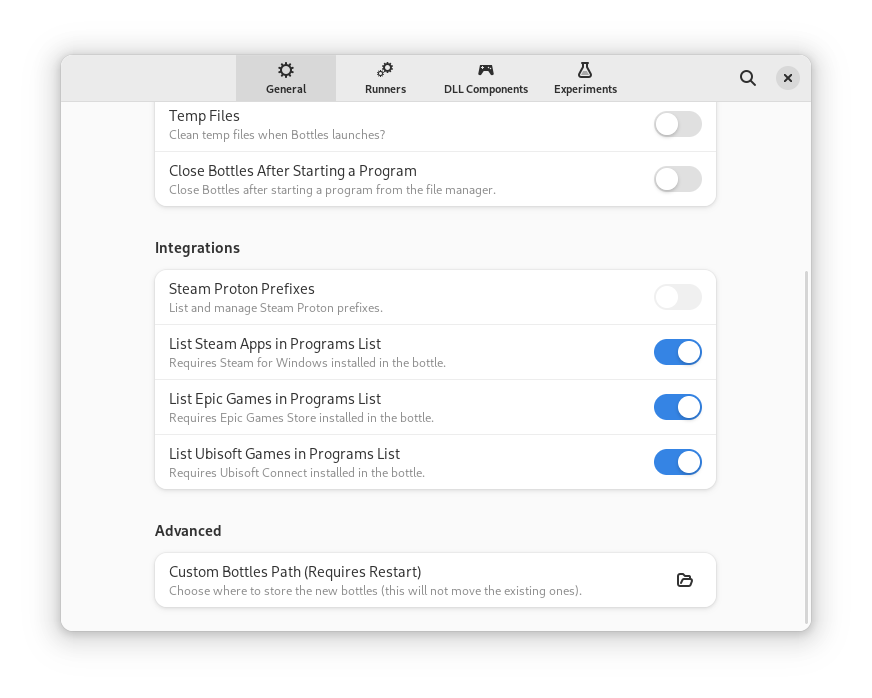 General
Runners
DLL Components
Experiments
Temp Files
Clean temp files when Bottles launches?
Close Bottles After Starting a Program
Close Bottles after starting a program from the file manager.
Integrations
Steam Proton Prefixes
List and manage Steam Proton prefixes.
List Steam Apps in Programs List
Requires Steam for Windows installed in the bottle.
List Epic Games in Programs List
Requires Epic Games Store installed in the bottle.
List Ubisoft Games in Programs List
Requires Ubisoft Connect installed in the bottle.
Advanced
Custom Bottles Path (Requires Restart)
Choose where to store the new bottles (this will not move the existing ones).